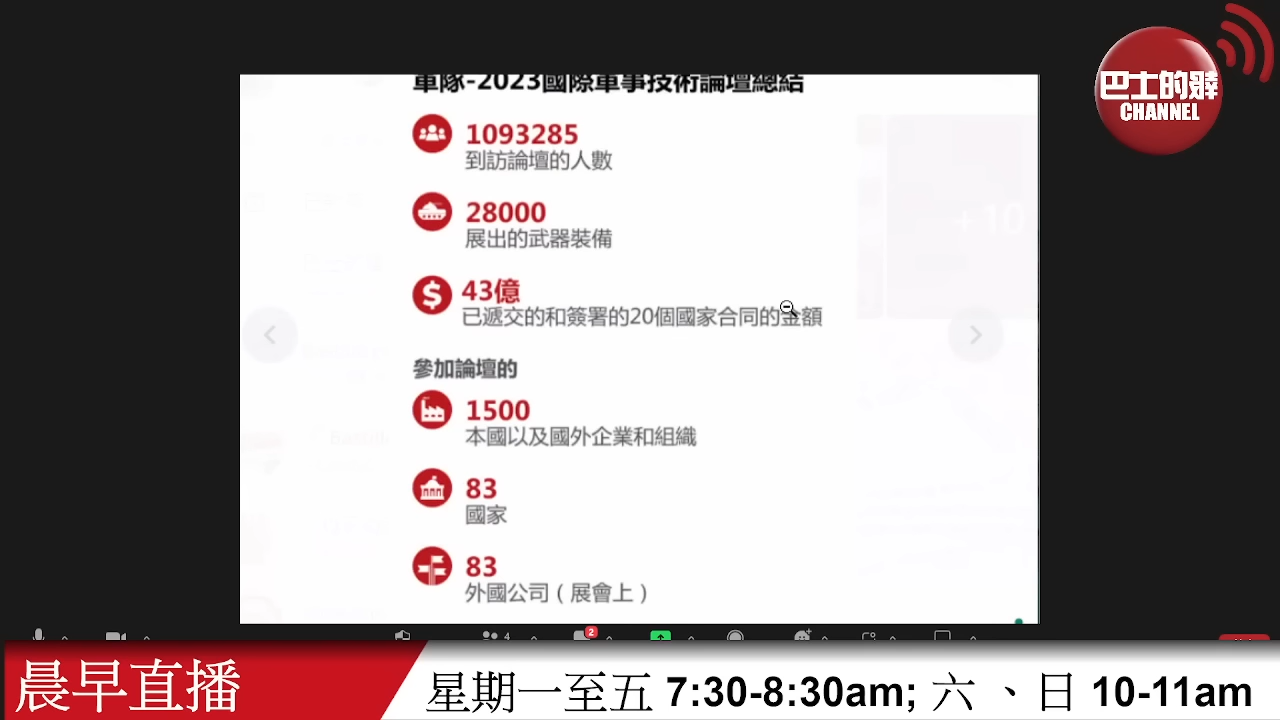 巴士的報
CHANNEL
軍隊-2023國際軍事技術論壇總結
1093285
到訪論壇的人數
28000
展出的武器裝備
+10
43億
已遞交的和簽署的20個國家合同的金額
參加論壇的
1500
本國以及國外企業和組織
83
國家
83
外國公司（展會上）
4
2
晨早直播
星期一至五 7:30-8:30am; 六、日 10-11am